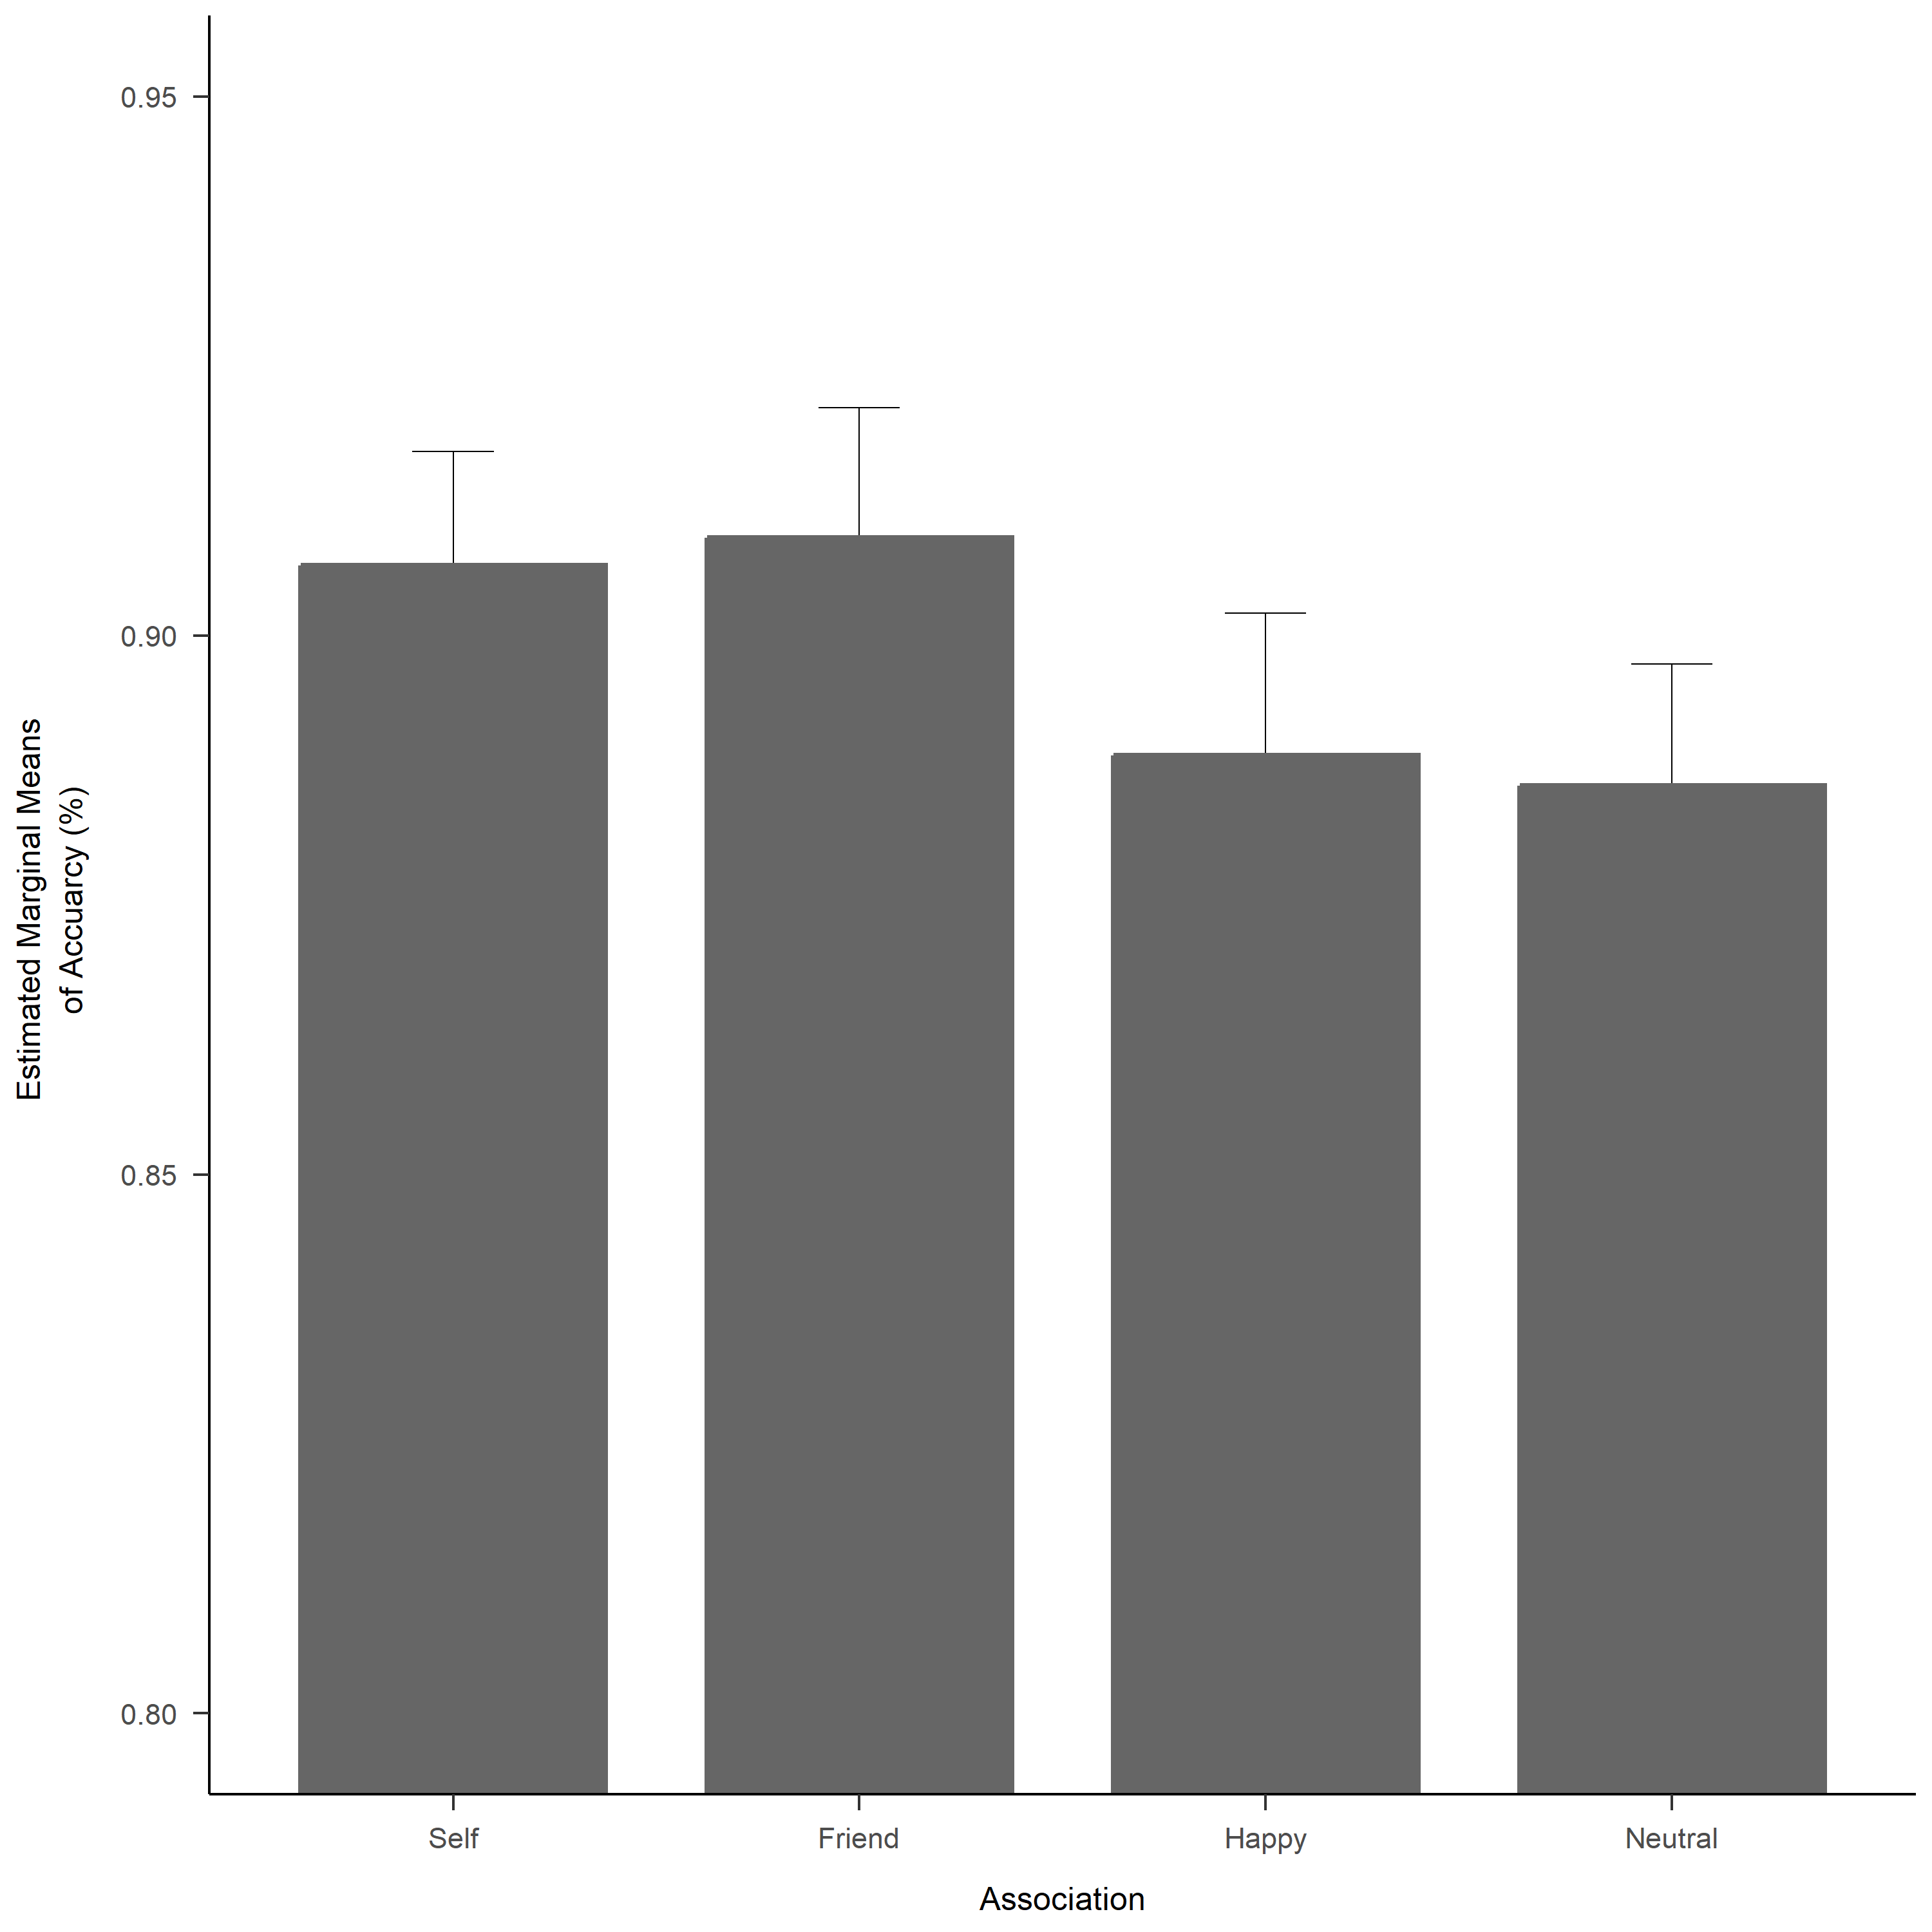 Estimated Marginal Means
of Accuarcy (%)
0.95
0.90
0.85
0.80
Self
Friend
Happy
Neutral
Association